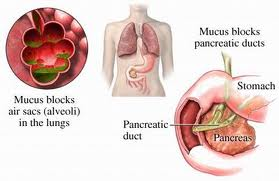 Mucus blocks
air sacs (alveoli)
in the lungs
Mucus blocks
pancreatic ducts
Stomach
Pancreatic
duct
Pancreas